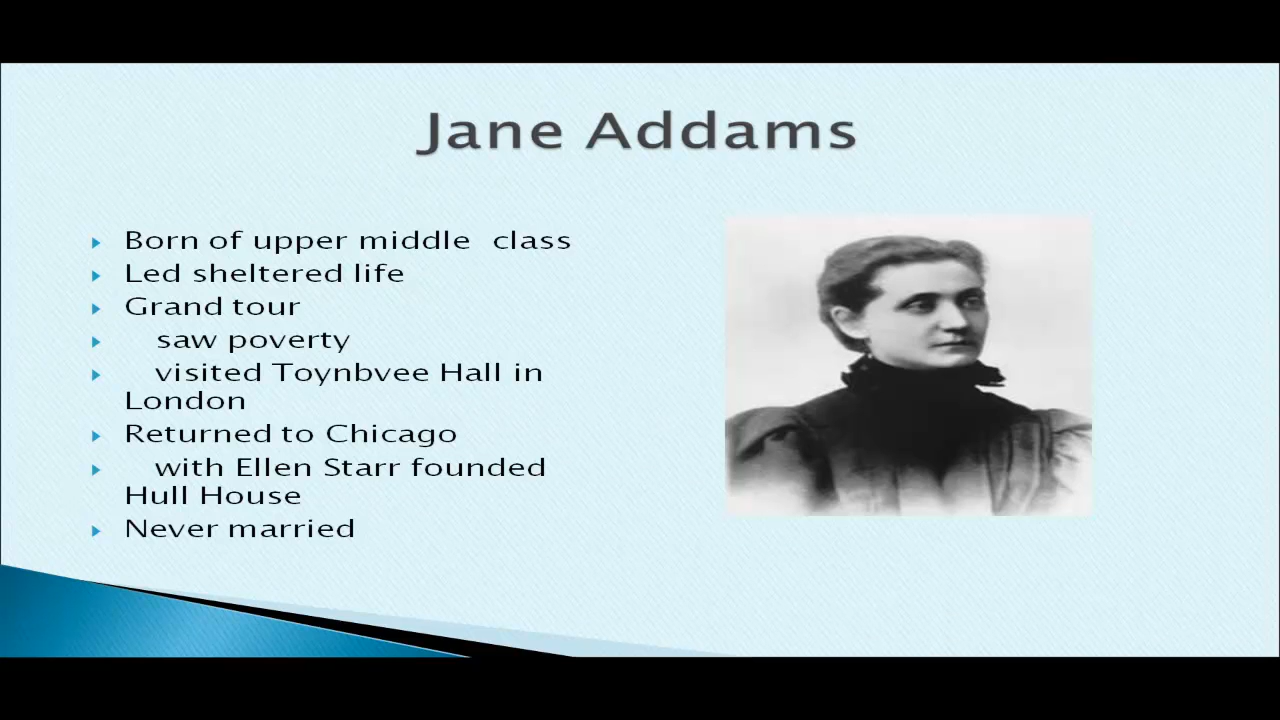 Jane Addams
Born of upper middle  class
Led sheltered life
Grand tour
saw poverty
visited Toynbvee Hall in
London
Returned to Chicago
with Ellen Starr founded
Hull House
Never married